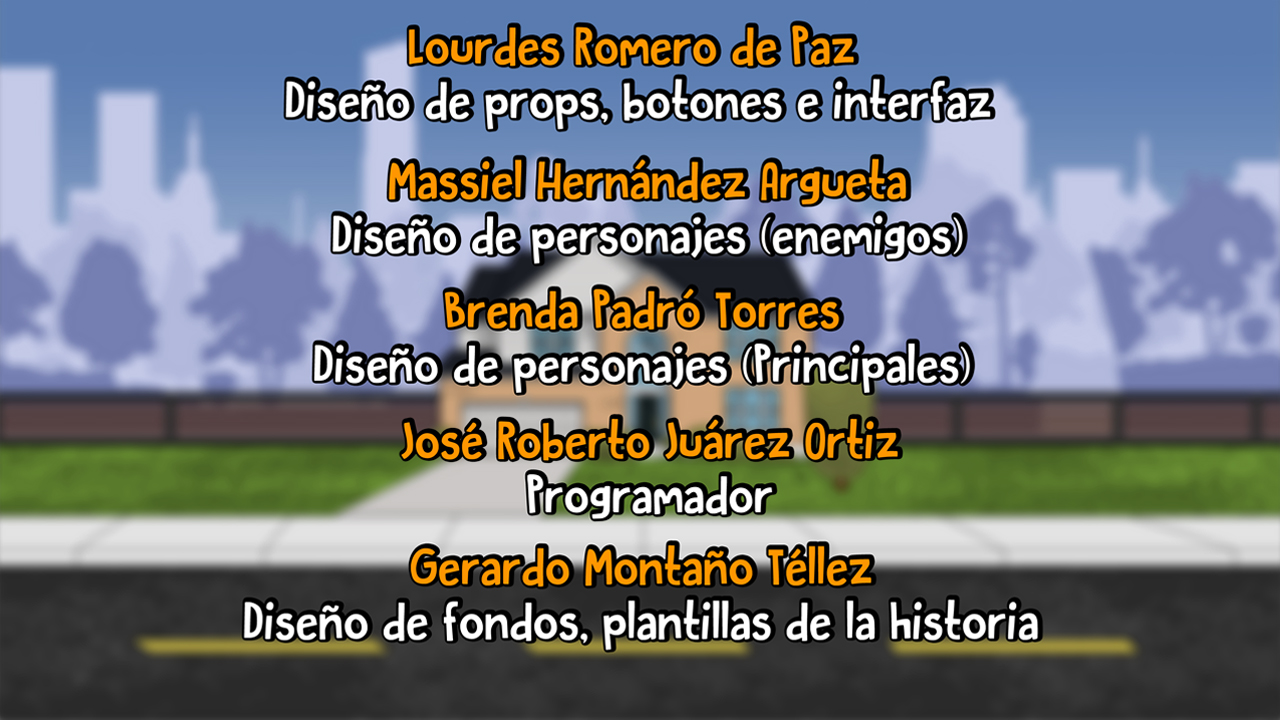 Lourdes Romero de Paz
Diseño de props, botones e interfaz
Massiel Hernández Argueta
Diseño de personajes (enemigos)
Brenda Padró Torres
Diseño de personajes (Principales)
José Roberto Juárez Ortiz
Programador
Gerardo Montaño Téllez
Diseño de fondos, plantillas de la historia